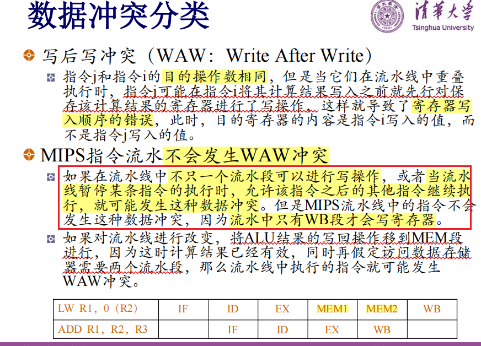 数据冲突分类
清华大学
Tsinghua University
写后写冲突（WAW：Write After Write）
指令j和指令i的目的操作数相同，但是当它们在流水线中重叠
执行时，指令j可能在指令i将其计算结果写入之前就先行对保
存该计算结果的寄存器进行了写操作。这样就导致了寄存器写
入顺序的错误，此时，目的寄存器的内容是指令i写入的值，而
不是指令j写入的值。
MIPS指令流水不会发生WAW冲突
如果在流水线中不只一个流水段可以进行写操作，或者当流水
线暂停某条指令的执行时，允许该指令之后的其他指令继续执
行，就可能发生这种数据冲突。但是MIPS流水线中的指令不会
发生这种数据冲突，因为流水中只有WB段才会写寄存器。
如果对流水线进行改变，将ALU结果的写回操作移到MEM段
进行，因为这时计算结果已经有效，同时再假定访问数据存储
器需要两个流水段，那么流水线中执行的指令就可能发生
WAW冲突。
LW R1, 0 (R2) IF ID EX MEM1 MEM2 WB
ADD R1, R2, R3 IF ID EX WB